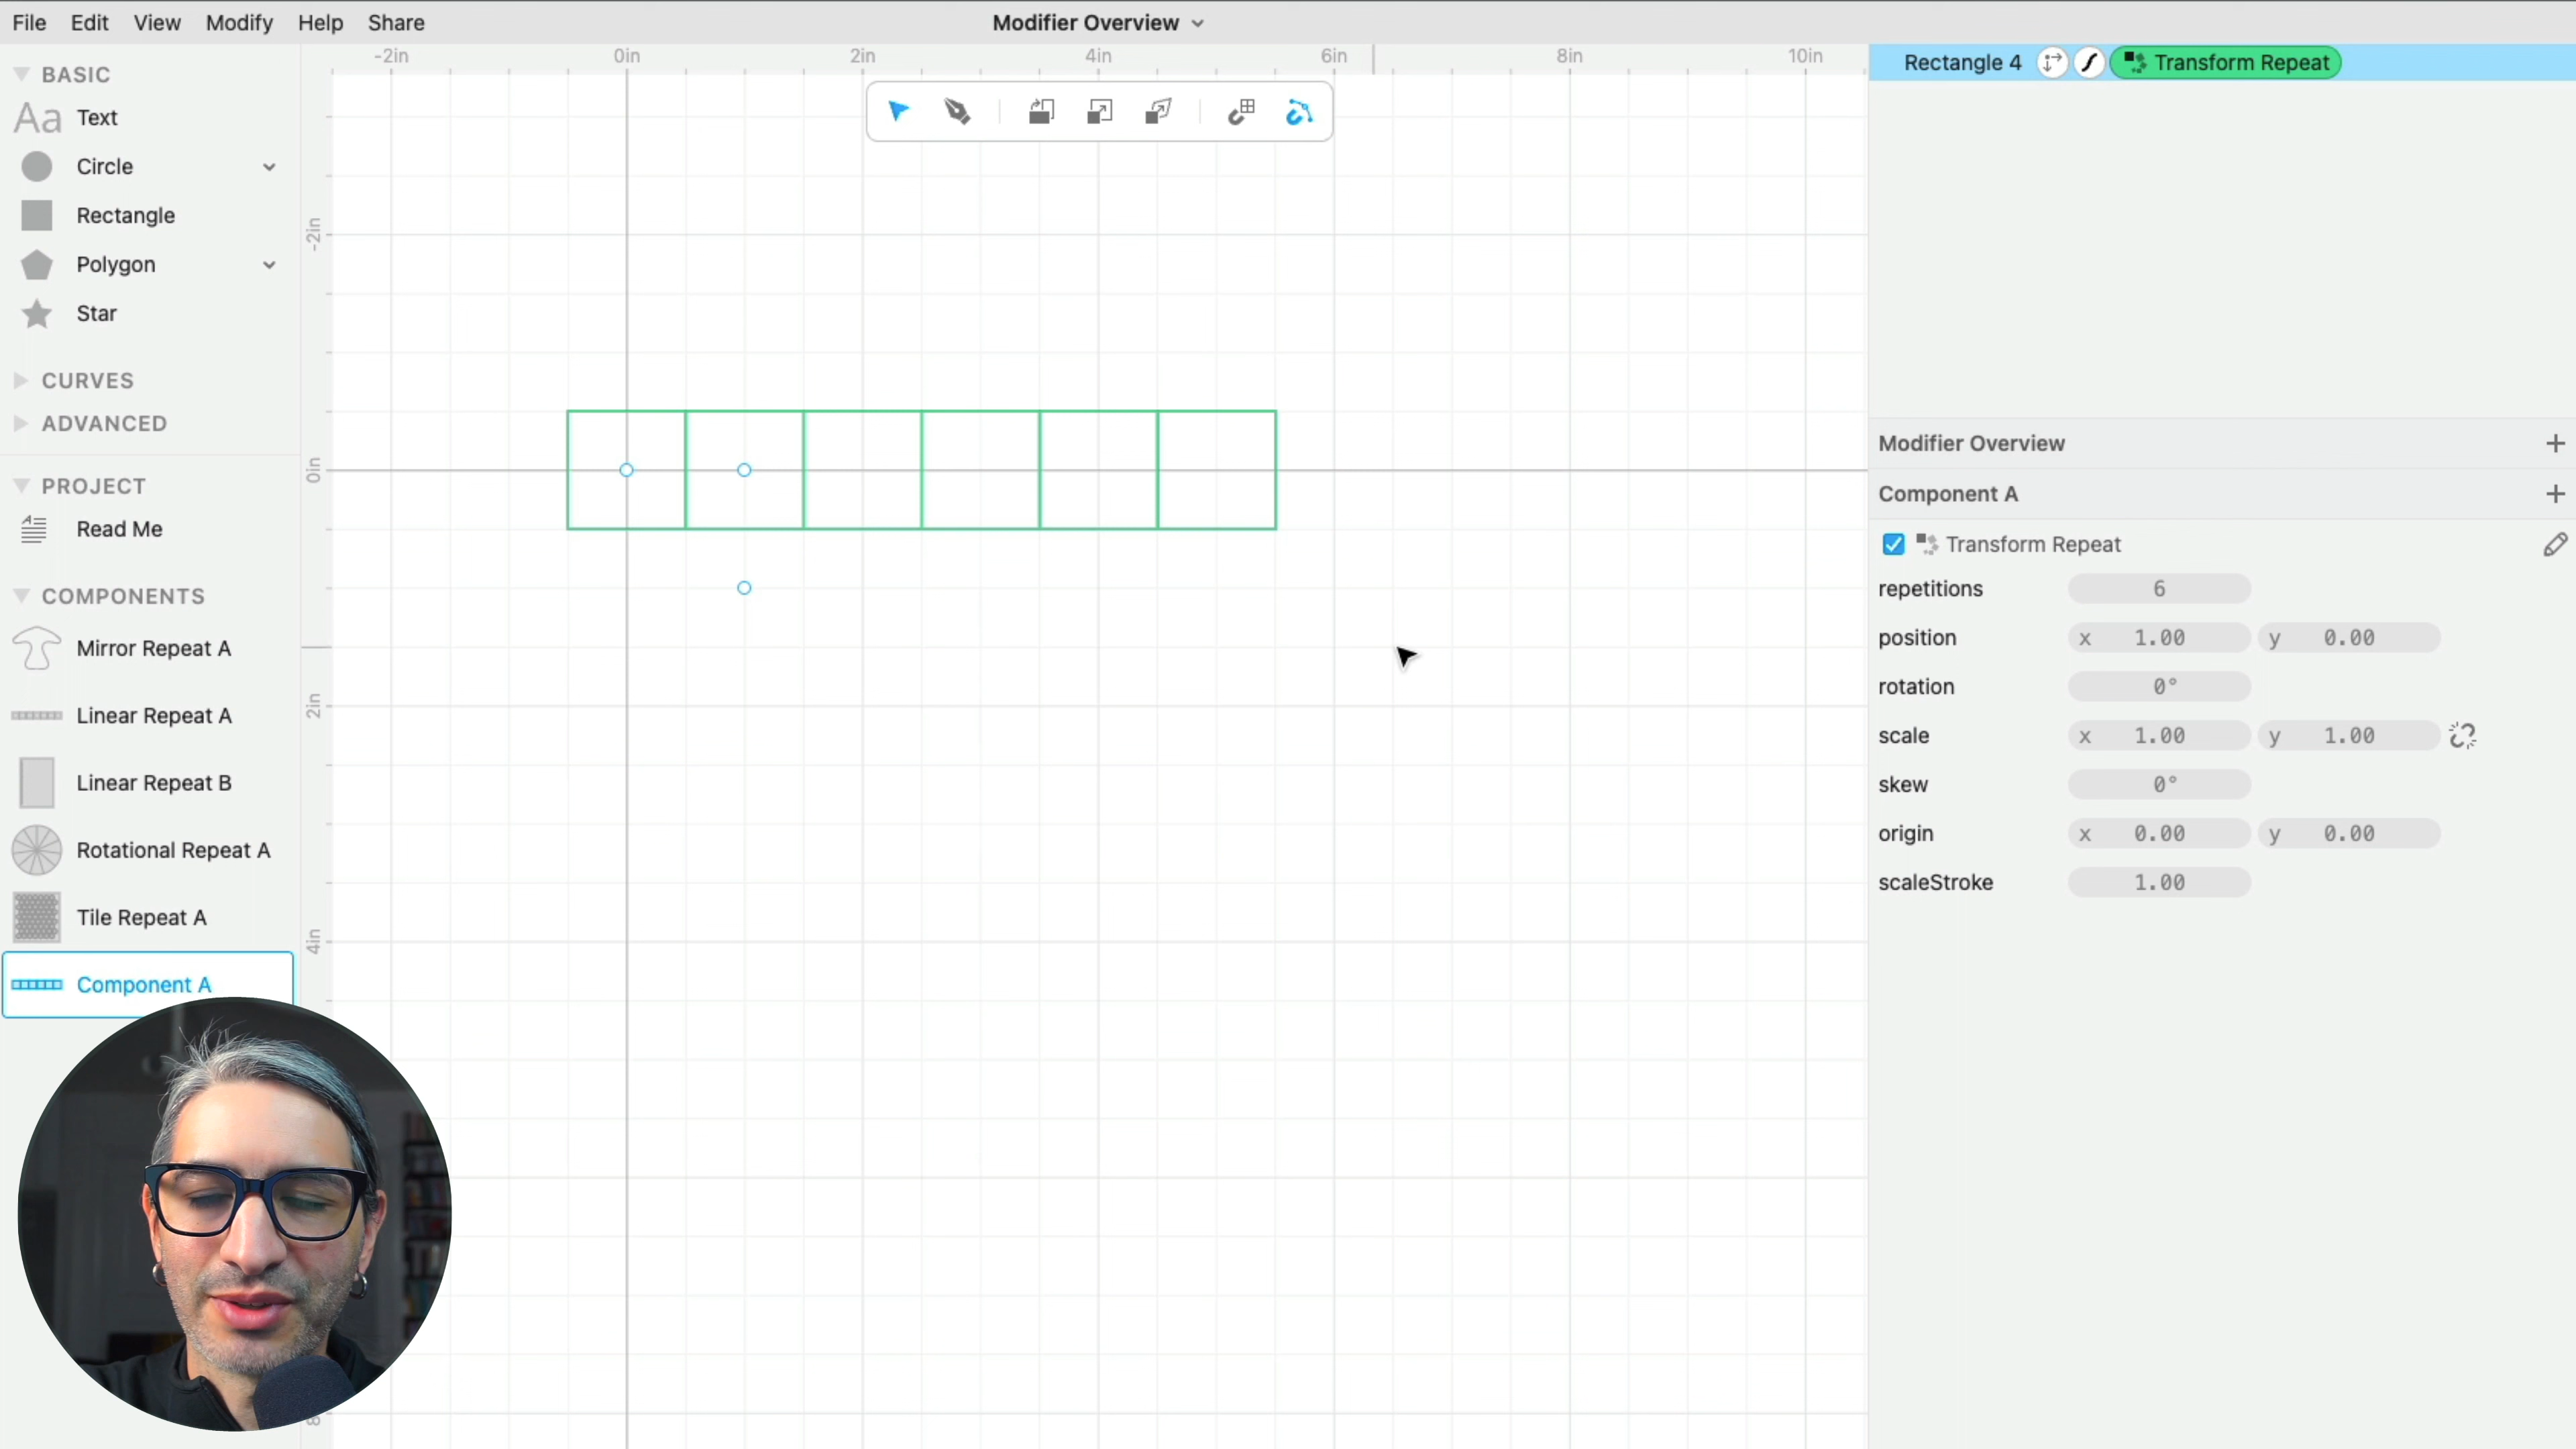 File Edit View Modify Help Share
Modifier Overview
-2in 0in 2in 4in 6in 8in 10in
Rectangle 4 Transform Repeat
BASIC
Aa Text
Circle
Rectangle
Polygon
Star
CURVES
ADVANCED
PROJECT
Read Me
COMPONENTS
Mirror Repeat A
Linear Repeat A
Linear Repeat B
Rotational Repeat A
Tile Repeat A
Component A
-2in
0in
2in
4in
8
Modifier Overview
Component A
Transform Repeat
repetitions 6
position x 1.00 y 0.00
rotation 0°
scale x 1.00 y 1.00
skew 0°
origin x 0.00 y 0.00
scaleStroke 1.00